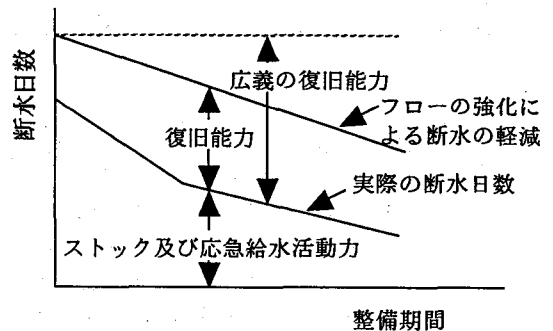 断水日数
広義の復旧能力
フローの強化に
よる断水の軽減
復旧能力
実際の断水日数
ストック及び応急給水活動力
整備期間